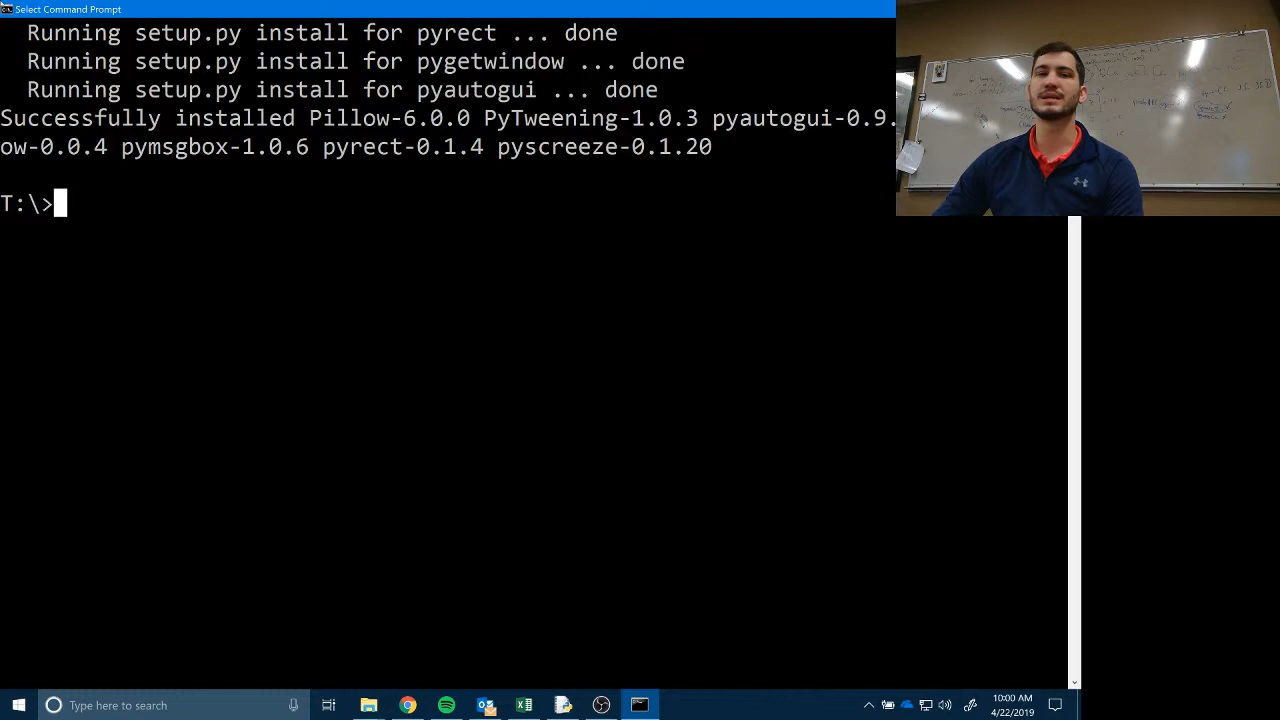 Select Command Prompt
Running setup.py install for pyrect ... done
Running setup.py install for pygetwindow ... done
Running setup.py install for pyautogui ... done
Successfully installed Pillow-6.0.0 PyTweening-1.0.3 pyautogui-0.9.
ow-0.0.4 pymsgbox-1.0.6 pyrect-0.1.4 pyscreeze-0.1.20
T:\>
Type here to search
10:00 AM
4/22/2019